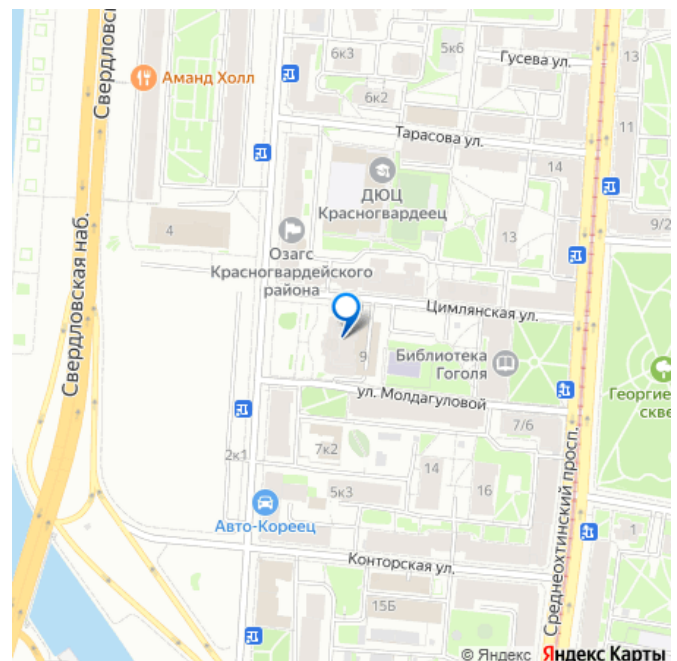 Свердловс
6к3
5к6
Гусева ул.
13
Аманд Холл
6к2
Тарасова ул.
11
14
ДЮЦ
Красногвардеец
4
Озагс
Красногвардейского
района
13
9/2
Цимлянская ул.
Свердловская наб.
9
Библиотека
Гоголя
Георгие
скве
ул. Молдагуловой
7/6
7к2
2к1
14
16
5к3
Авто-Кореец
1
Среднеохтинский просп.
Конторская ул.
15Б
© Яндекс Яндекс Карты